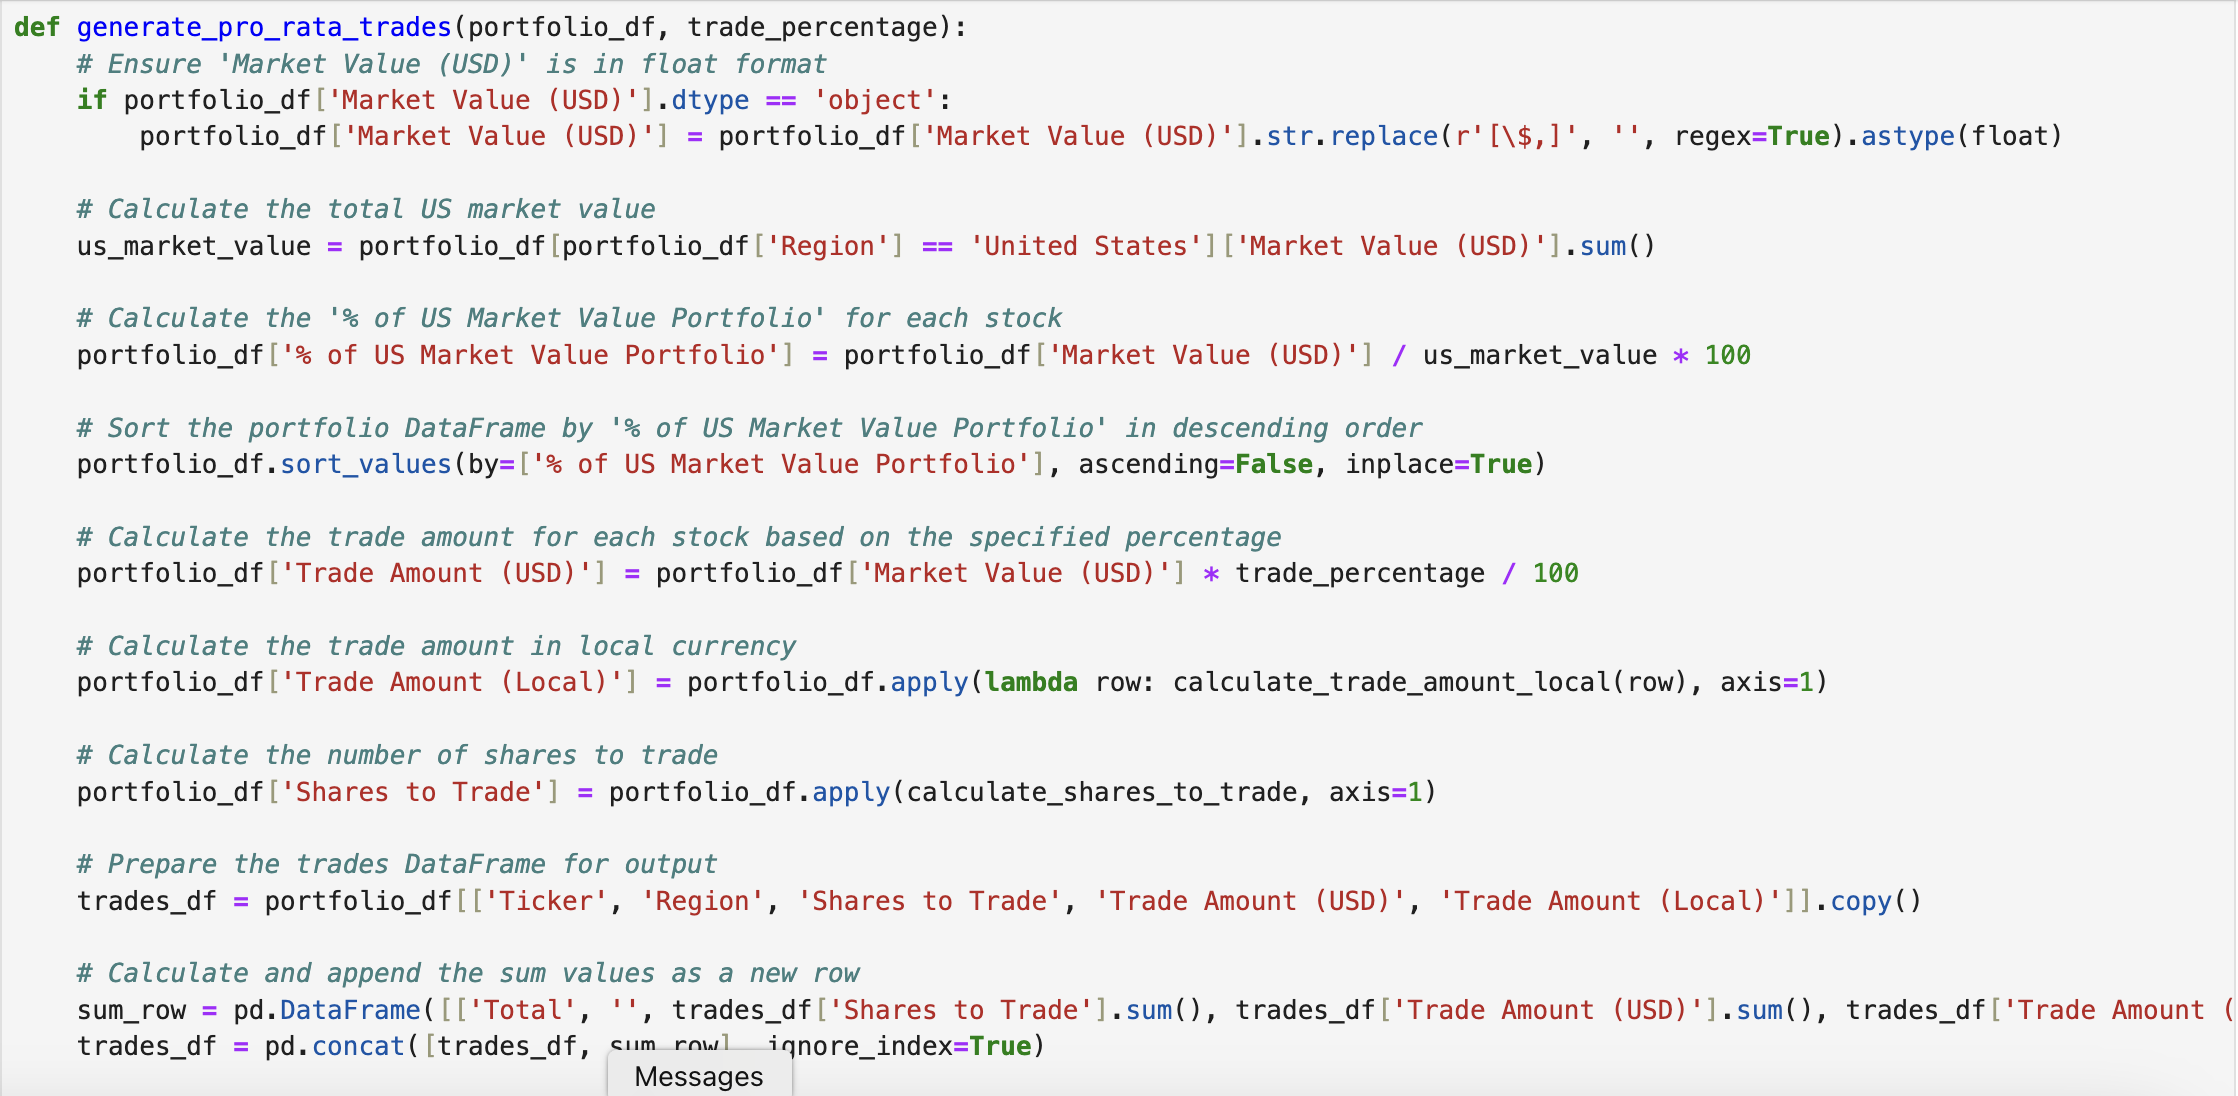 def generate_pro_rata_trades(portfolio_df, trade_percentage):
    # Ensure 'Market Value (USD)' is in float format
    if portfolio_df['Market Value (USD)'].dtype == 'object':
        portfolio_df['Market Value (USD)'] = portfolio_df['Market Value (USD)'].str.replace(r'[\$,]', '', regex=True).astype(float)

    # Calculate the total US market value
    us_market_value = portfolio_df[portfolio_df['Region'] == 'United States']['Market Value (USD)'].sum()

    # Calculate the '% of US Market Value Portfolio' for each stock
    portfolio_df['% of US Market Value Portfolio'] = portfolio_df['Market Value (USD)'] / us_market_value * 100

    # Sort the portfolio DataFrame by '% of US Market Value Portfolio' in descending order
    portfolio_df.sort_values(by=['% of US Market Value Portfolio'], ascending=False, inplace=True)

    # Calculate the trade amount for each stock based on the specified percentage
    portfolio_df['Trade Amount (USD)'] = portfolio_df['Market Value (USD)'] * trade_percentage / 100

    # Calculate the trade amount in local currency
    portfolio_df['Trade Amount (Local)'] = portfolio_df.apply(lambda row: calculate_trade_amount_local(row), axis=1)

    # Calculate the number of shares to trade
    portfolio_df['Shares to Trade'] = portfolio_df.apply(calculate_shares_to_trade, axis=1)

    # Prepare the trades DataFrame for output
    trades_df = portfolio_df[['Ticker', 'Region', 'Shares to Trade', 'Trade Amount (USD)', 'Trade Amount (Local)']].copy()

    # Calculate and append the sum values as a new row
    sum_row = pd.DataFrame([['Total', '', trades_df['Shares to Trade'].sum(), trades_df['Trade Amount (USD)'].sum(), trades_df['Trade Amount (
    trades_df = pd.concat([trades_df, sum_row], ignore_index=True)
Messages